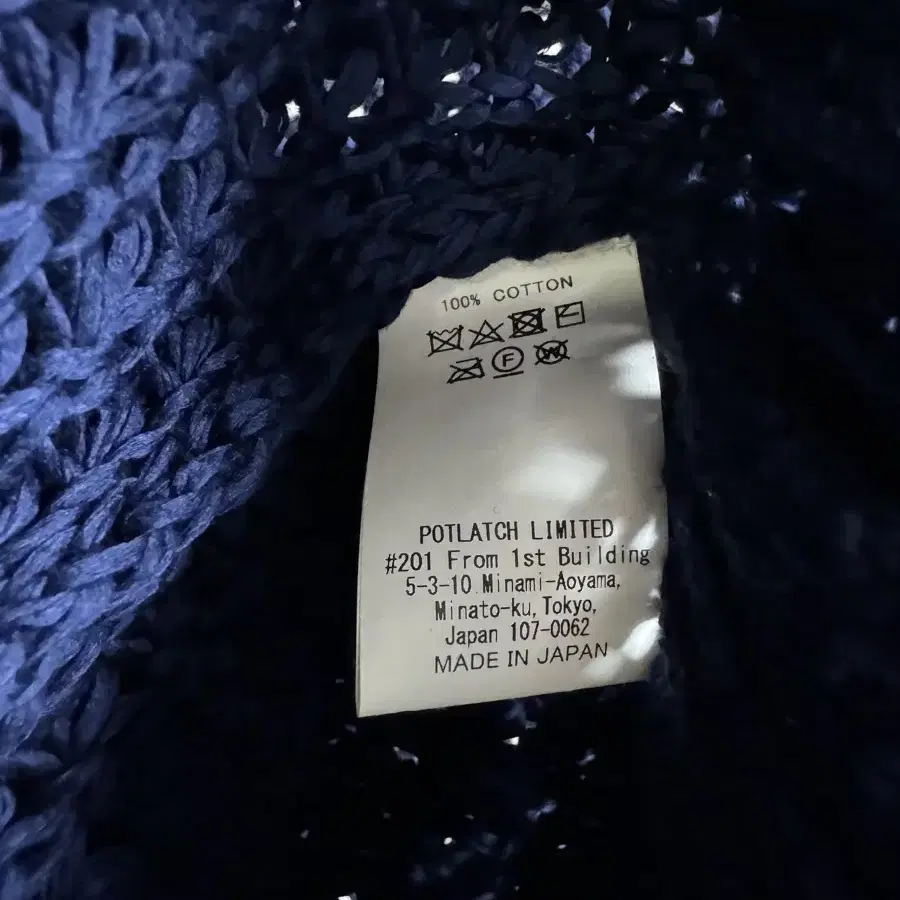 100% COTTON
F W
POTLATCH LIMITED
#201 From 1st Building
5-3-10 Minami-Aoyama,
Minato-ku, Tokyo,
Japan 107-0062
MADE IN JAPAN